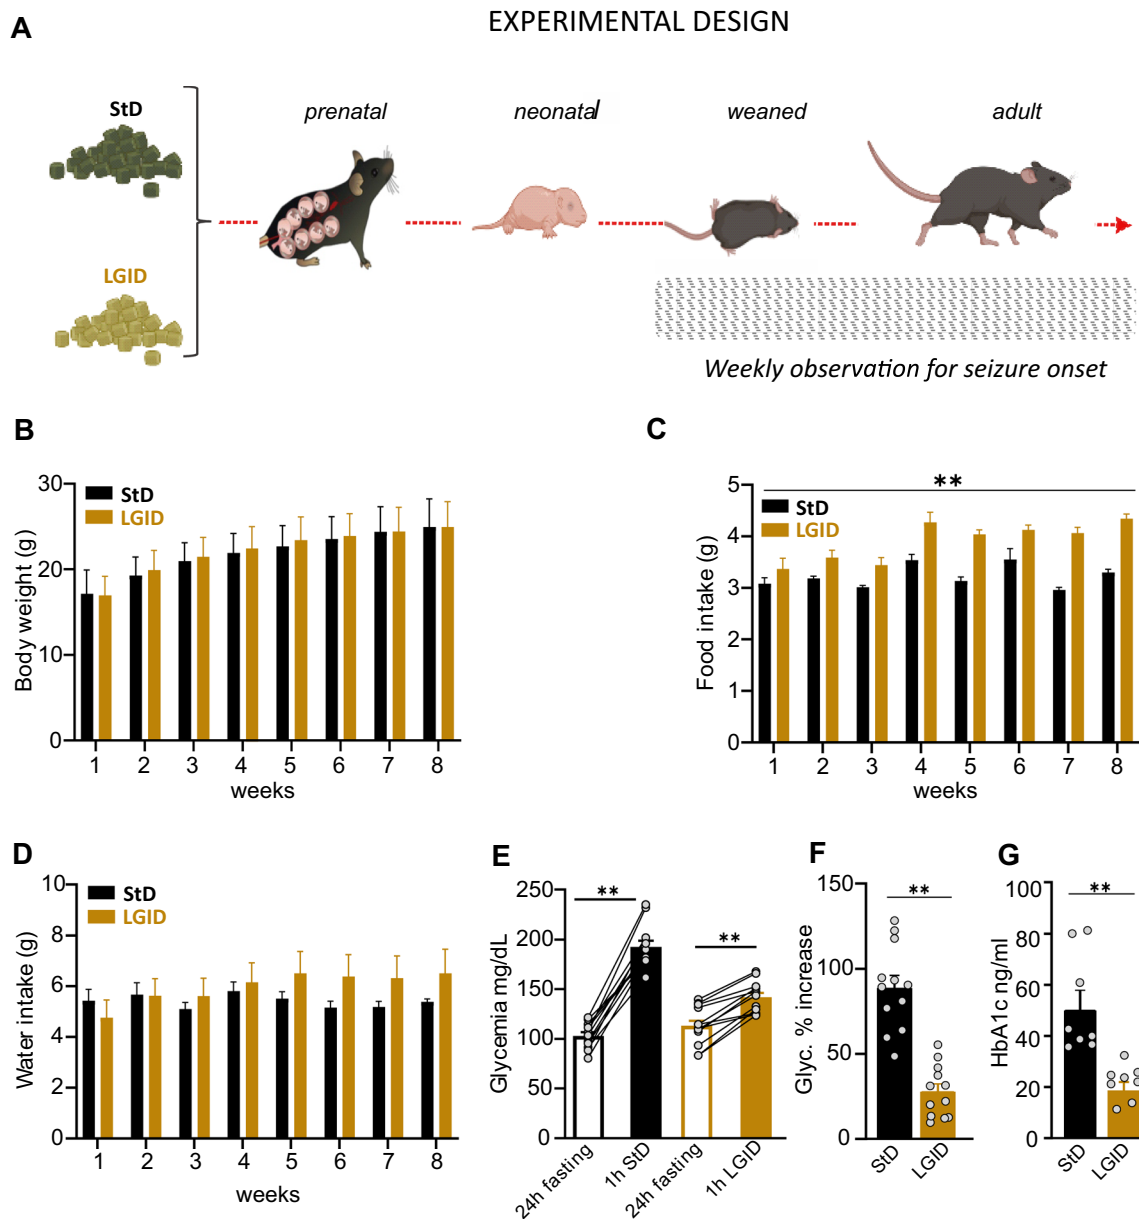 EXPERIMENTAL DESIGN
A
StD
LGID
prenatal
neonatal
weaned
adult
Weekly observation for seizure onset
B
Body weight (g)
30
20
10
0
StD
LGID
1 2 3 4 5 6 7 8
weeks
C
Food intake (g)
5
4
3
2
1
0
**
StD
LGID
1 2 3 4 5 6 7 8
weeks
D
Water intake (g)
10
8
6
4
2
0
StD
LGID
1 2 3 4 5 6 7 8
weeks
E
Glycemia mg/dL
250
200
150
100
50
0
**
**
24h fasting
1h StD
24h fasting
1h LGID
F
Glyc. % increase
150
100
50
0
**
StD
LGID
G
HbA1c ng/ml
100
80
60
40
20
0
**
StD
LGID